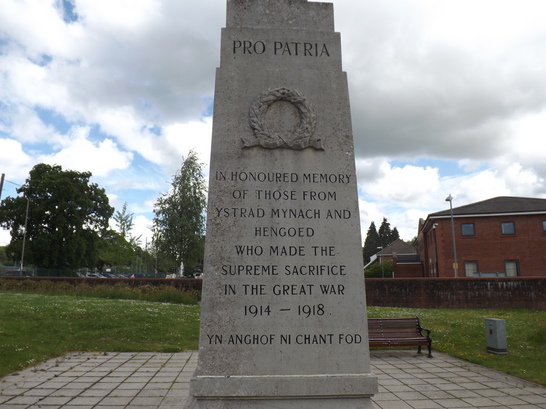 PRO PATRIA
IN HONOURED MEMORY
OF THOSE FROM
YSTRAD MYNACH AND
HENGOED
WHO MADE THE
SUPREME SACRIFICE
IN THE GREAT WAR
1914 — 1918.
YN ANGHOF NI CHANT FOD